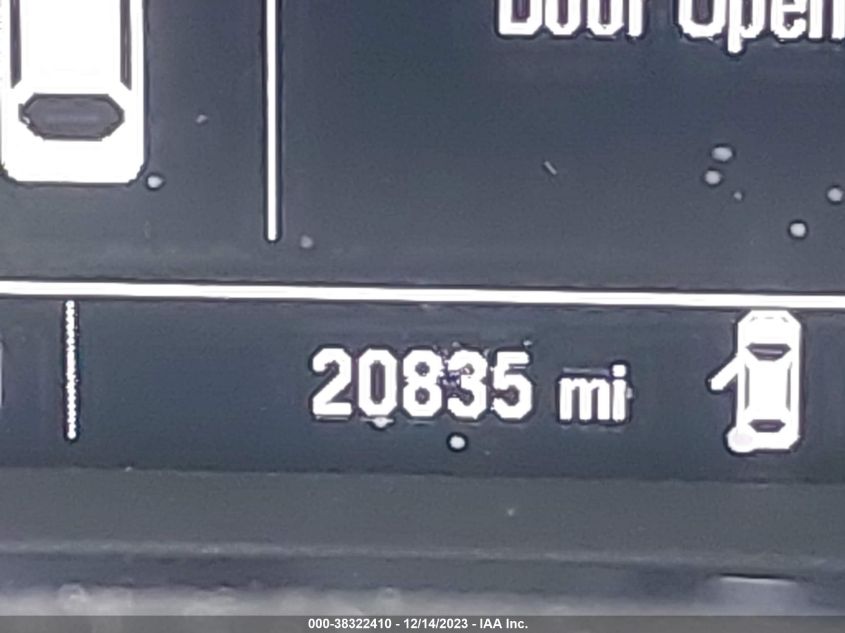 Door Open
20835 mi
000-38322410 - 12/14/2023 - IAA Inc.